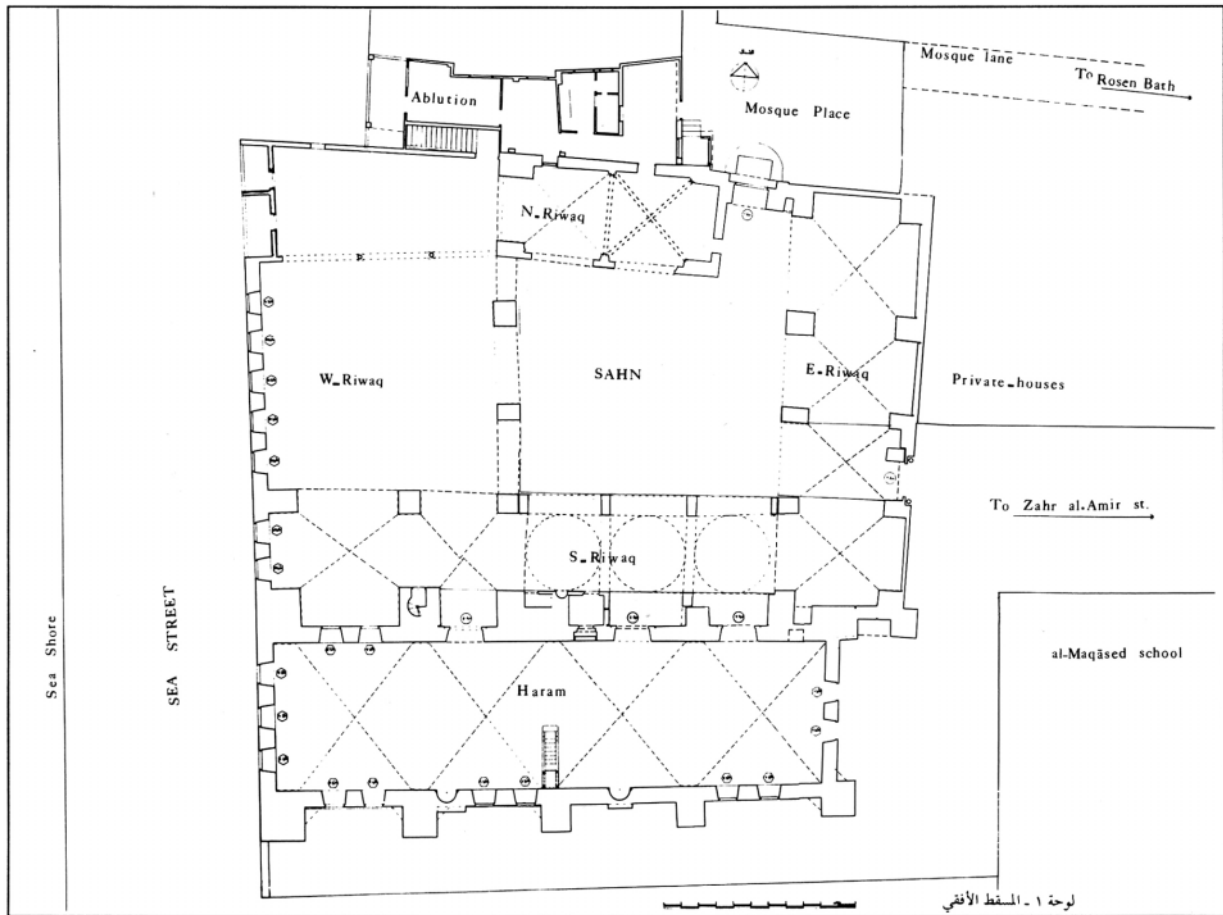 Mosque lane
To Rosen Bath
Ablution
Mosque Place
N-Riwaq
W-Riwaq
SAHN
E-Riwaq
Private-houses
To Zahr al-Amir st.
S-Riwaq
Sea Shore
SEA STREET
al-Maqāsed school
Haram
لوحة ١ - المسقط الأفقي